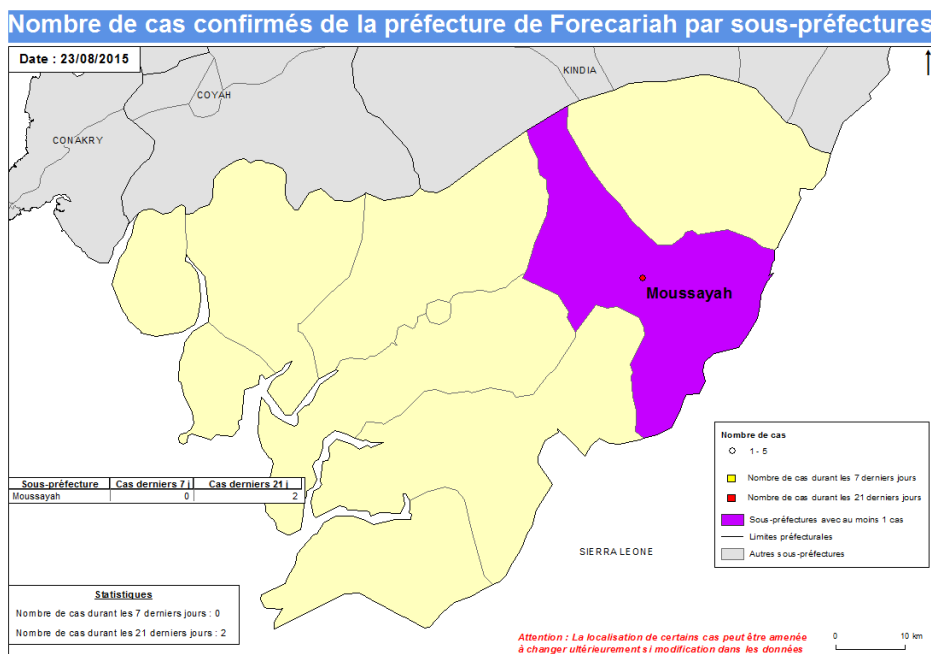 Nombre de cas confirmés de la préfecture de Forecariah par sous-préfectures
Date : 23/08/2015
KINDIA
COYAH
CONAKRY
Moussayah
Nombre de cas
1 - 5
Nombre de cas durant les 7 derniers jours
Nombre de cas durant les 21 derniers jours
Sous-préfectures avec au moins 1 cas
Limites préfecturales
Autres sous-préfectures
Sous-préfecture Cas derniers 7 j Cas derniers 21 j
Moussayah 0 2
SIERRA LEONE
Statistiques
Nombre de cas durant les 7 derniers jours : 0
Nombre de cas durant les 21 derniers jours : 2
Attention : La localisation de certains cas peut être amenée
à changer ultérieurement si modification dans les données
0 10 km